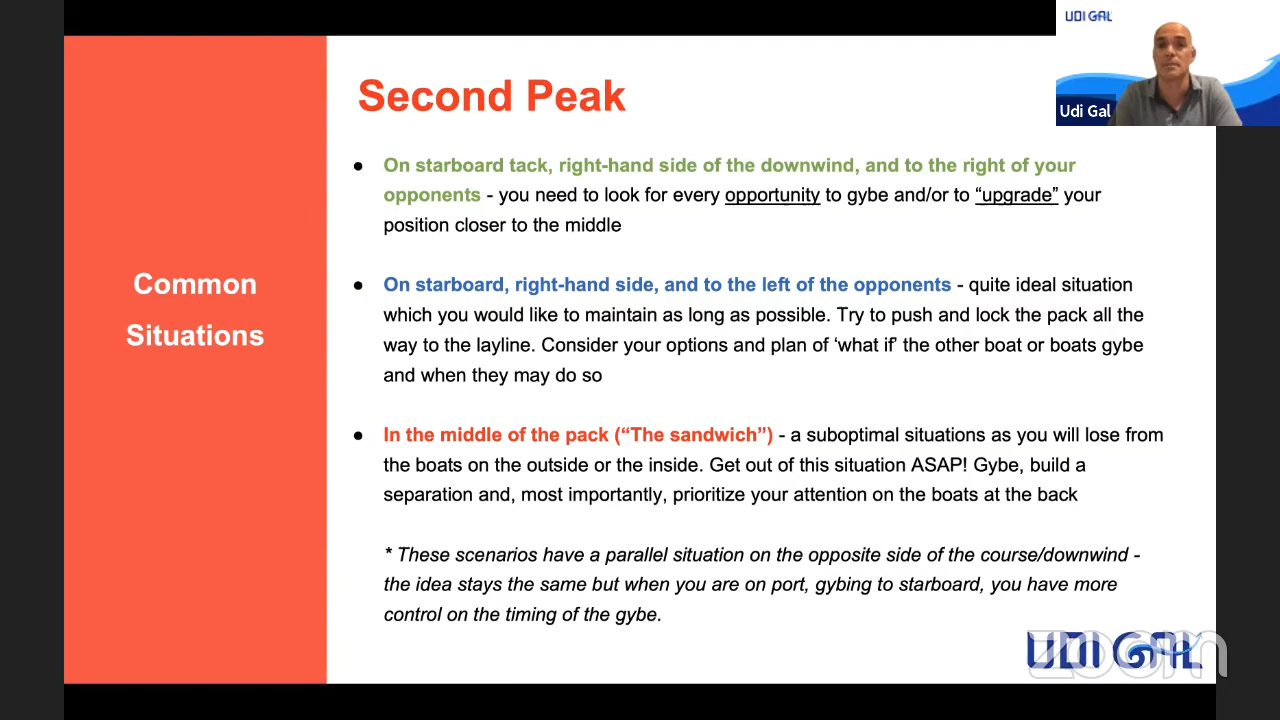 UDI GAL
Udi Gal
Second Peak
Common
Situations
● On starboard tack, right-hand side of the downwind, and to the right of your
opponents - you need to look for every opportunity to gybe and/or to “upgrade” your
position closer to the middle
● On starboard, right-hand side, and to the left of the opponents - quite ideal situation
which you would like to maintain as long as possible. Try to push and lock the pack all the
way to the layline. Consider your options and plan of ‘what if’ the other boat or boats gybe
and when they may do so
● In the middle of the pack (“The sandwich”) - a suboptimal situations as you will lose from
the boats on the outside or the inside. Get out of this situation ASAP! Gybe, build a
separation and, most importantly, prioritize your attention on the boats at the back
* These scenarios have a parallel situation on the opposite side of the course/downwind -
the idea stays the same but when you are on port, gybing to starboard, you have more
control on the timing of the gybe.
UDI GAL
zoom